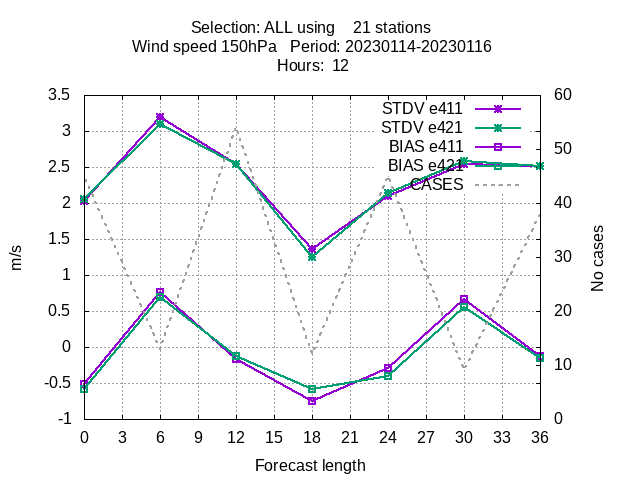 Selection: ALL using    21 stations
Wind speed 150hPa   Period: 20230114-20230116
Hours:  12
3.5
3
2.5
2
1.5
1
0.5
0
-0.5
-1
m/s
STDV e411
STDV e421
BIAS e411
BIAS e421
CASES
60
50
40
30
20
10
0
No cases
0 3 6 9 12 15 18 21 24 27 30 33 36
Forecast length